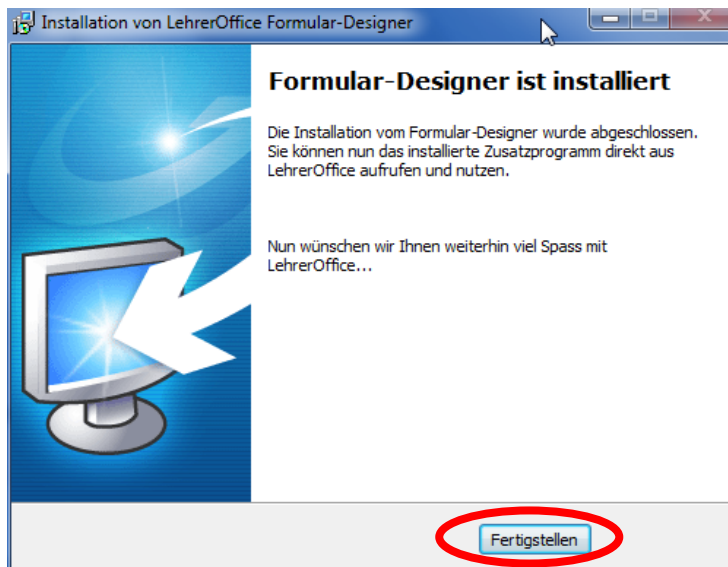 Installation von LehrerOffice Formular-Designer
Formular-Designer ist installiert
Die Installation vom Formular-Designer wurde abgeschlossen.
Sie können nun das installierte Zusatzprogramm direkt aus
LehrerOffice aufrufen und nutzen.
Nun wünschen wir Ihnen weiterhin viel Spass mit
LehrerOffice...
Fertigstellen